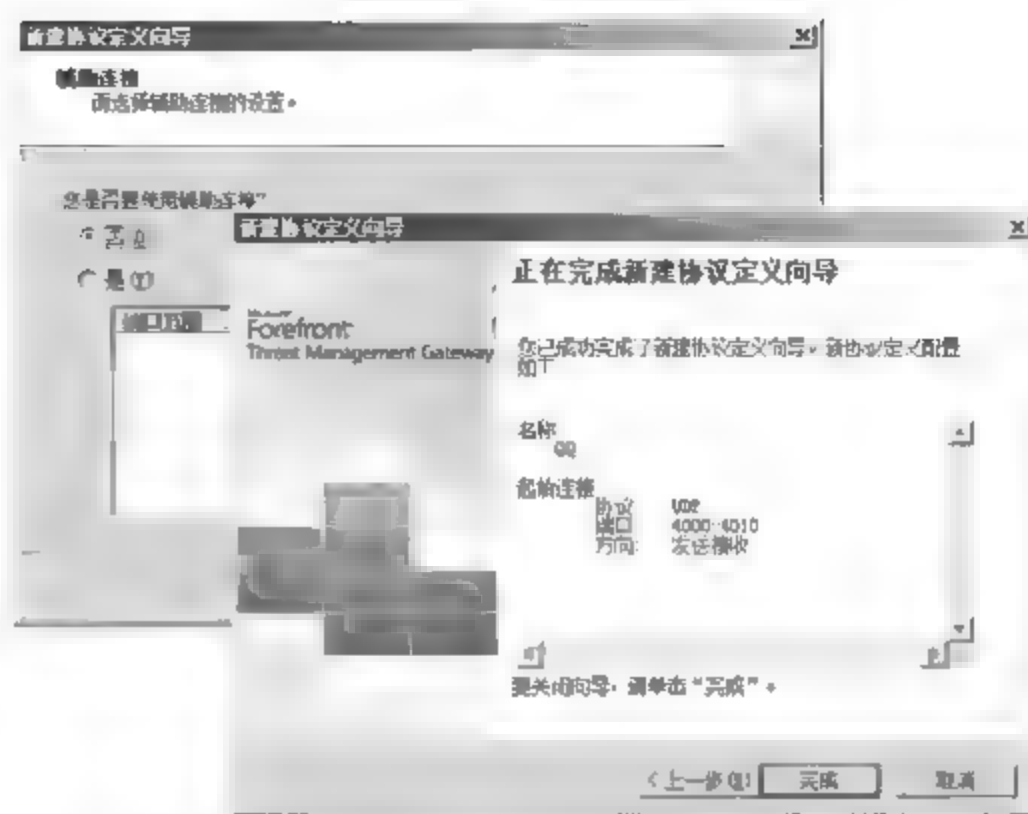 新建协议定义向导
辅助连接
请选择辅助连接的设置。
您是否要使用辅助连接?
否
是(Y)
端口范围
新建协议定义向导
Forefront
Threat Management Gateway
正在完成新建协议定义向导
您已成功完成了新建协议定义向导。新协议定义配置
如下
名称
QQ
起始连接
协议 UDP
端口 4000-4010
方向: 发送接收
要关闭向导,请单击“完成”。
<上一步(B)
完成
取消